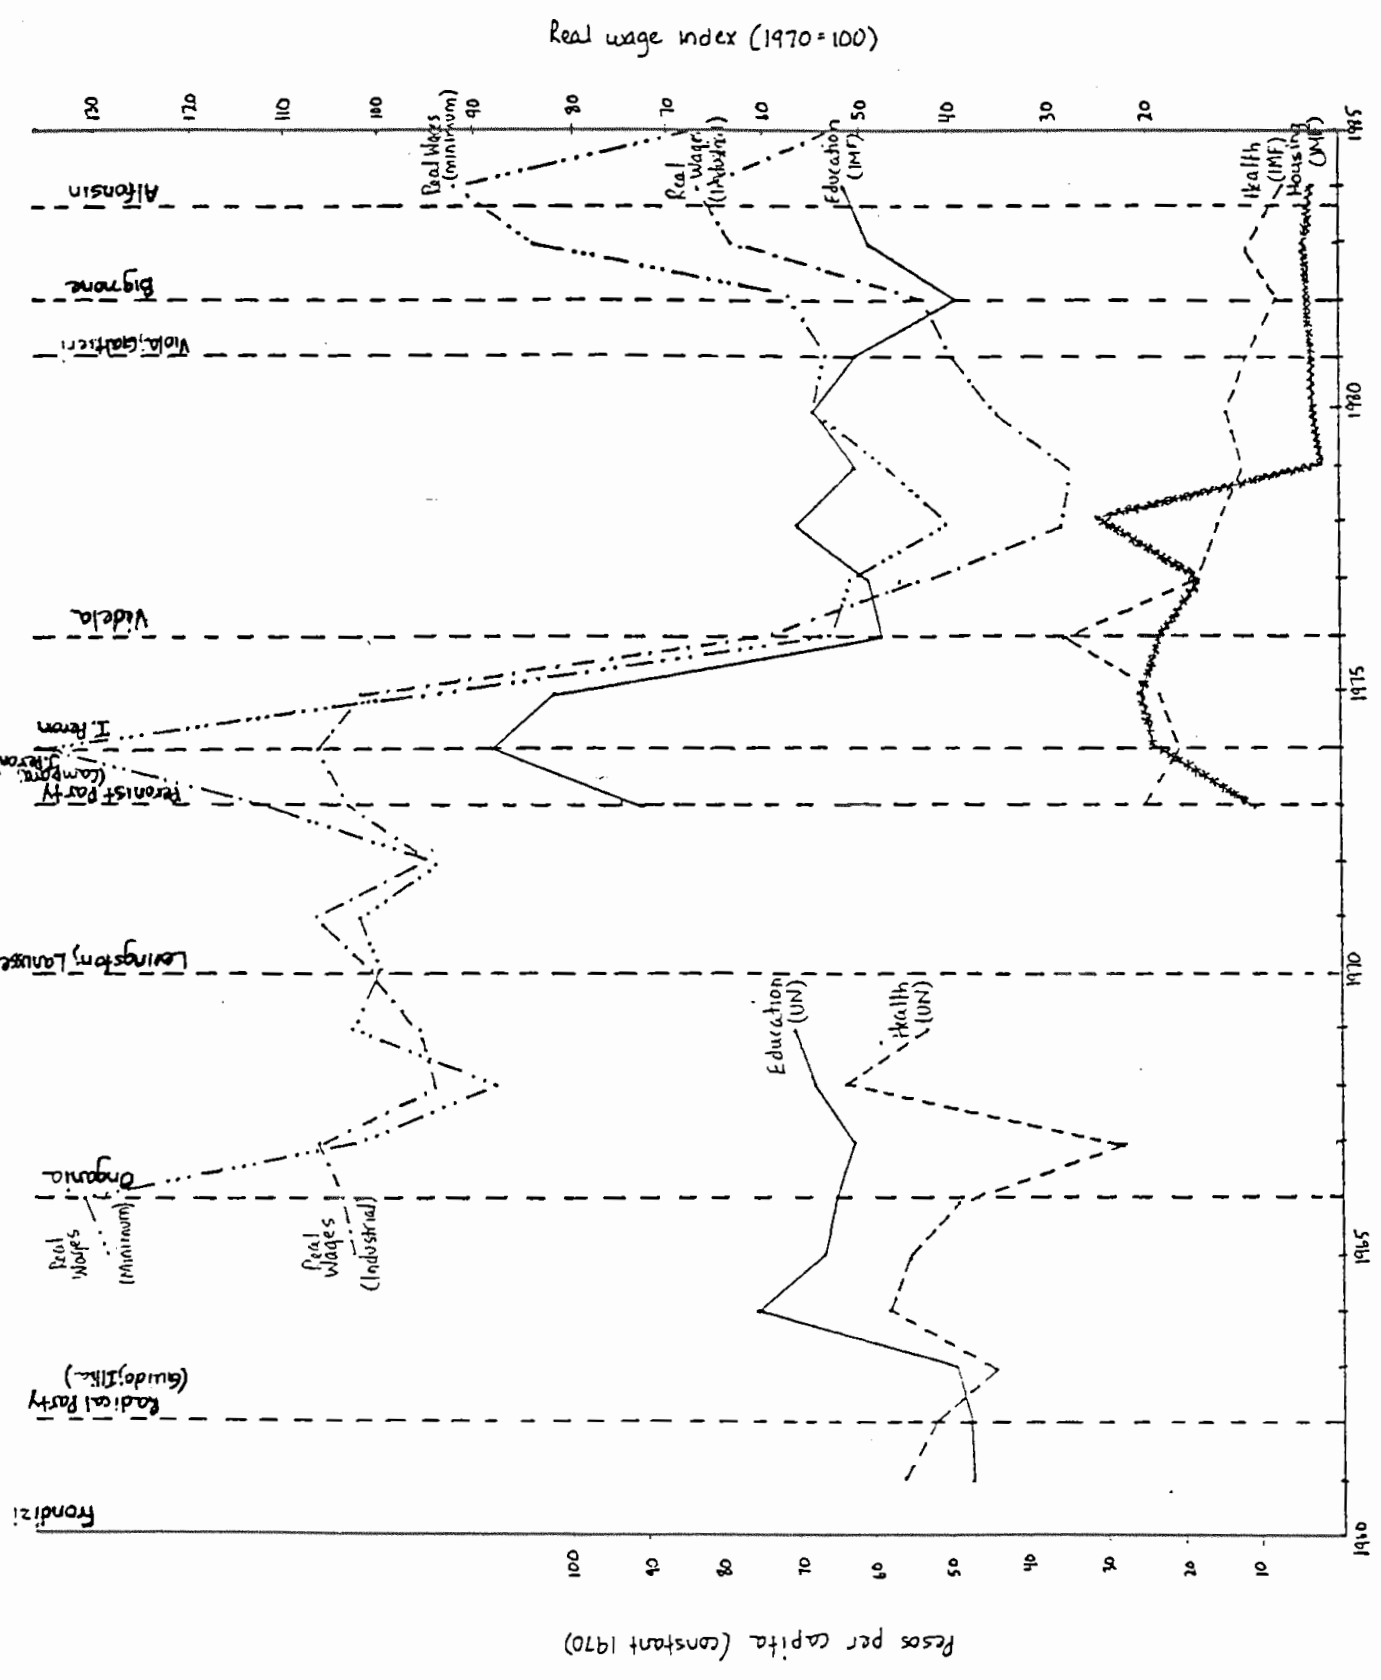 Real wage index (1970=100)
130
120
110
100
90
80
70
60
50
40
30
20
1985
Real Wages
(minimum)
Real
Wages
(Industrial)
Education
(IMF)
Health
(IMF)
Housing
(IMF)
Alfonsin
Bignone
Viola, Galtieri
1980
Videla
1975
I. Peron
J. Peron
(Campora,
Peronist Party
Levingston, Lanusse
1970
Education
(UN)
Health
(UN)
Ongania
Real
Wages
(Minimum)
Real
Wages
(Industrial)
1965
(Guido, Illia)
Radical Party
Frondizi
1960
100
90
80
70
60
50
40
30
20
10
Pesos per capita (constant 1970)